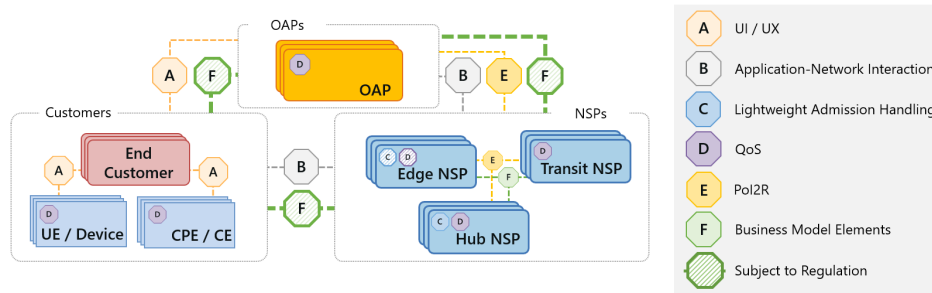 OAPs
D
OAP
A
F
B
E
F
Customers
End
Customer
A
A
D
UE / Device
D
CPE / CE
B
F
NSPs
C D
Edge NSP
E
F
D
Transit NSP
C D
Hub NSP
A UI / UX
B Application-Network Interaction
C Lightweight Admission Handling
D QoS
E PoI2R
F Business Model Elements
Subject to Regulation